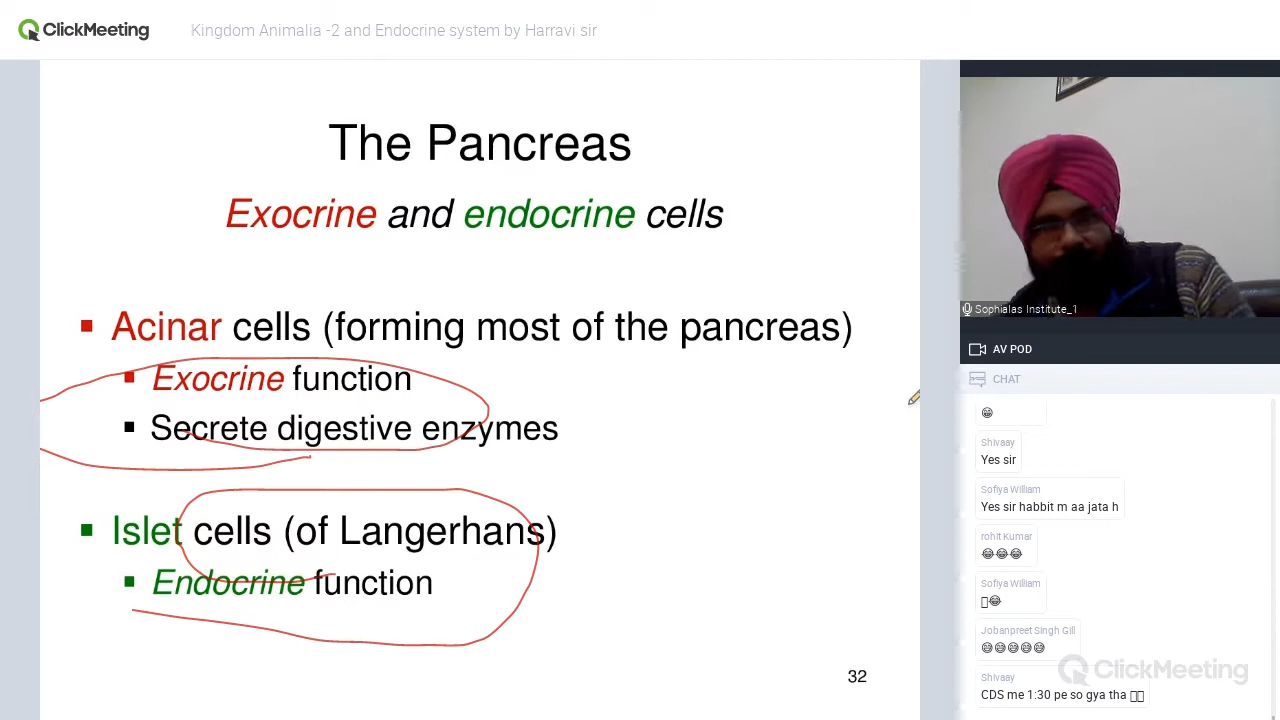 ClickMeeting
Kingdom Animalia -2 and Endocrine system by Harravi sir
The Pancreas
Exocrine and endocrine cells
Acinar cells (forming most of the pancreas)
Exocrine function
Secrete digestive enzymes
Islet cells (of Langerhans)
Endocrine function
32
Sophialas Institute_1
AV POD
CHAT
Shivaay
Yes sir
Sofiya William
Yes sir habbit m aa jata h
rohit Kumar
Sofiya William
Jobanpreet Singh Gill
Shivaay
CDS me 1:30 pe so gya tha
ClickMeeting